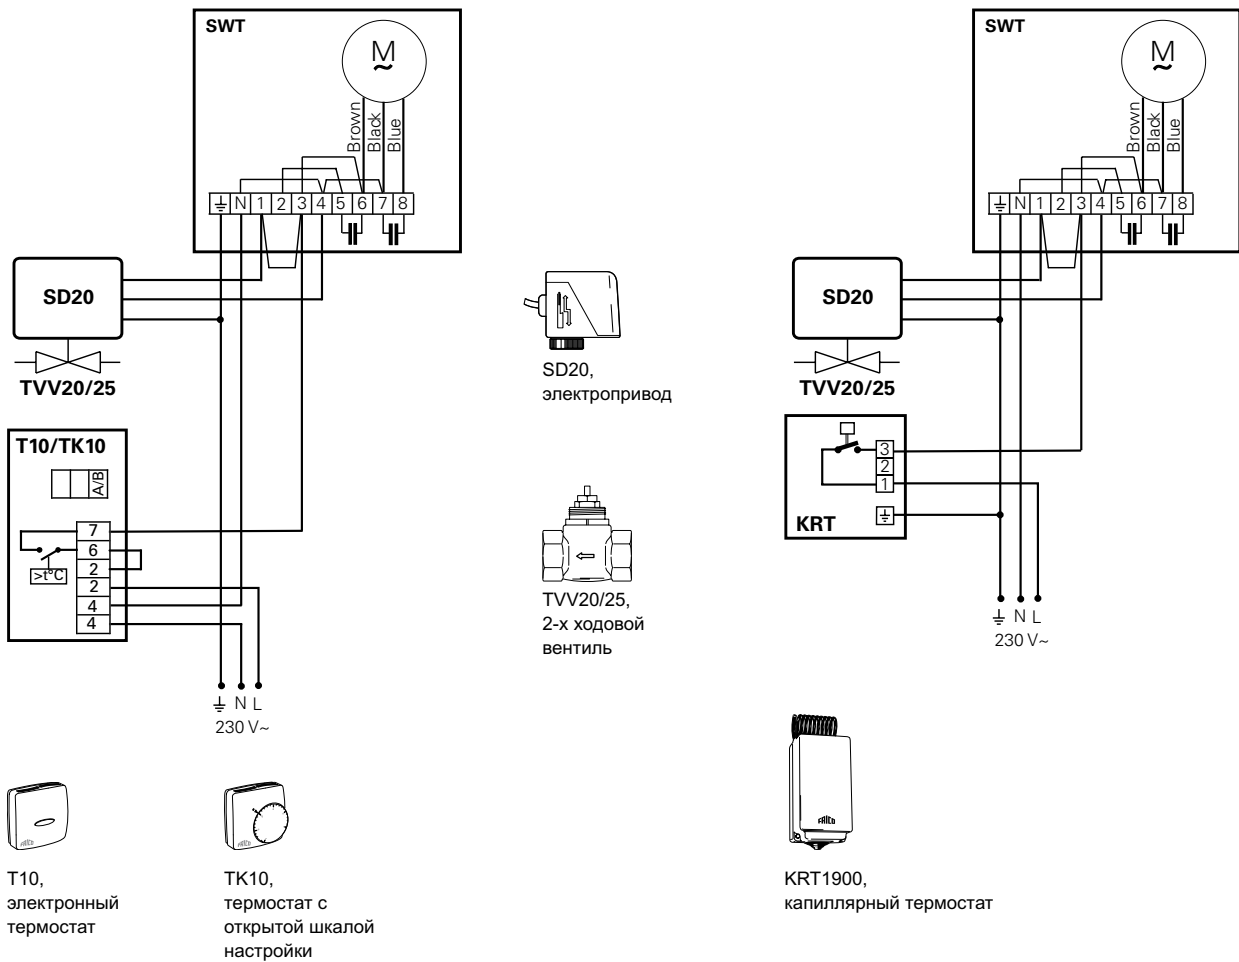 SWT
M
~
Brown
Black
Blue
N 1 2 3 4 5 6 7 8
SD20
TVV20/25
T10/TK10
A/B
7
6
2
2
4
4
>t°C
N L
230 V~
SD20,
электропривод
TVV20/25,
2-х ходовой
вентиль
SWT
M
~
Brown
Black
Blue
N 1 2 3 4 5 6 7 8
SD20
TVV20/25
3
2
1
KRT
N L
230 V~
FRICO
T10,
электронный
термостат
FRICO
TK10,
термостат с
открытой шкалой
настройки
FRICO
KRT1900,
капиллярный термостат